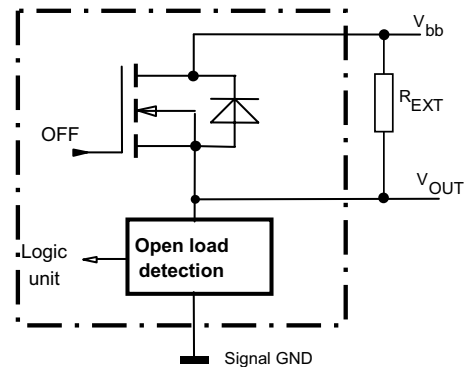 V_bb
R_EXT
OFF
V_OUT
Open load
detection
Logic
unit
Signal GND